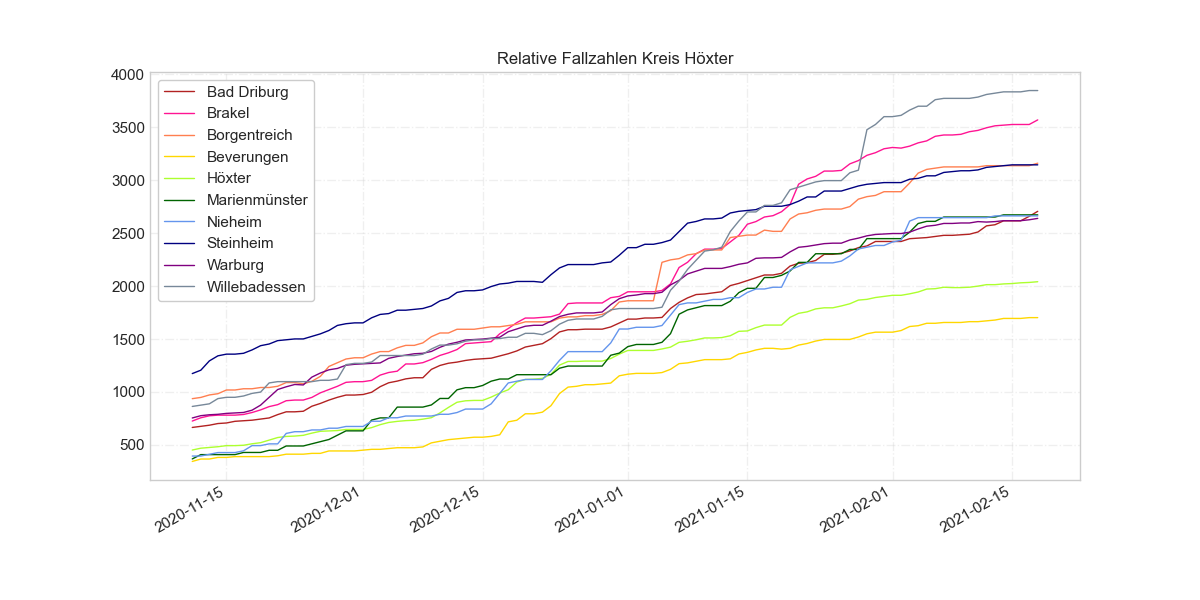 Relative Fallzahlen Kreis Höxter
4000
3500
3000
2500
2000
1500
1000
500
Bad Driburg
Brakel
Borgentreich
Beverungen
Höxter
Marienmünster
Nieheim
Steinheim
Warburg
Willebadessen
2020-11-15
2020-12-01
2020-12-15
2021-01-01
2021-01-15
2021-02-01
2021-02-15